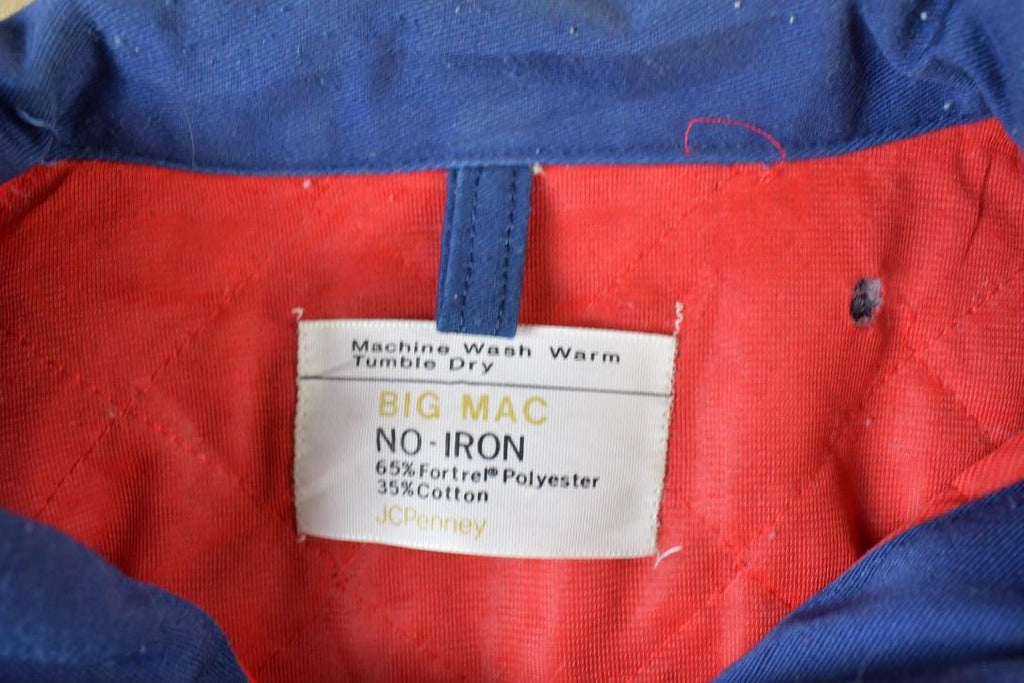 Machine Wash Warm
Tumble Dry
BIG MAC
NO-IRON
65% Fortrel® Polyester
35% Cotton
JCPenney